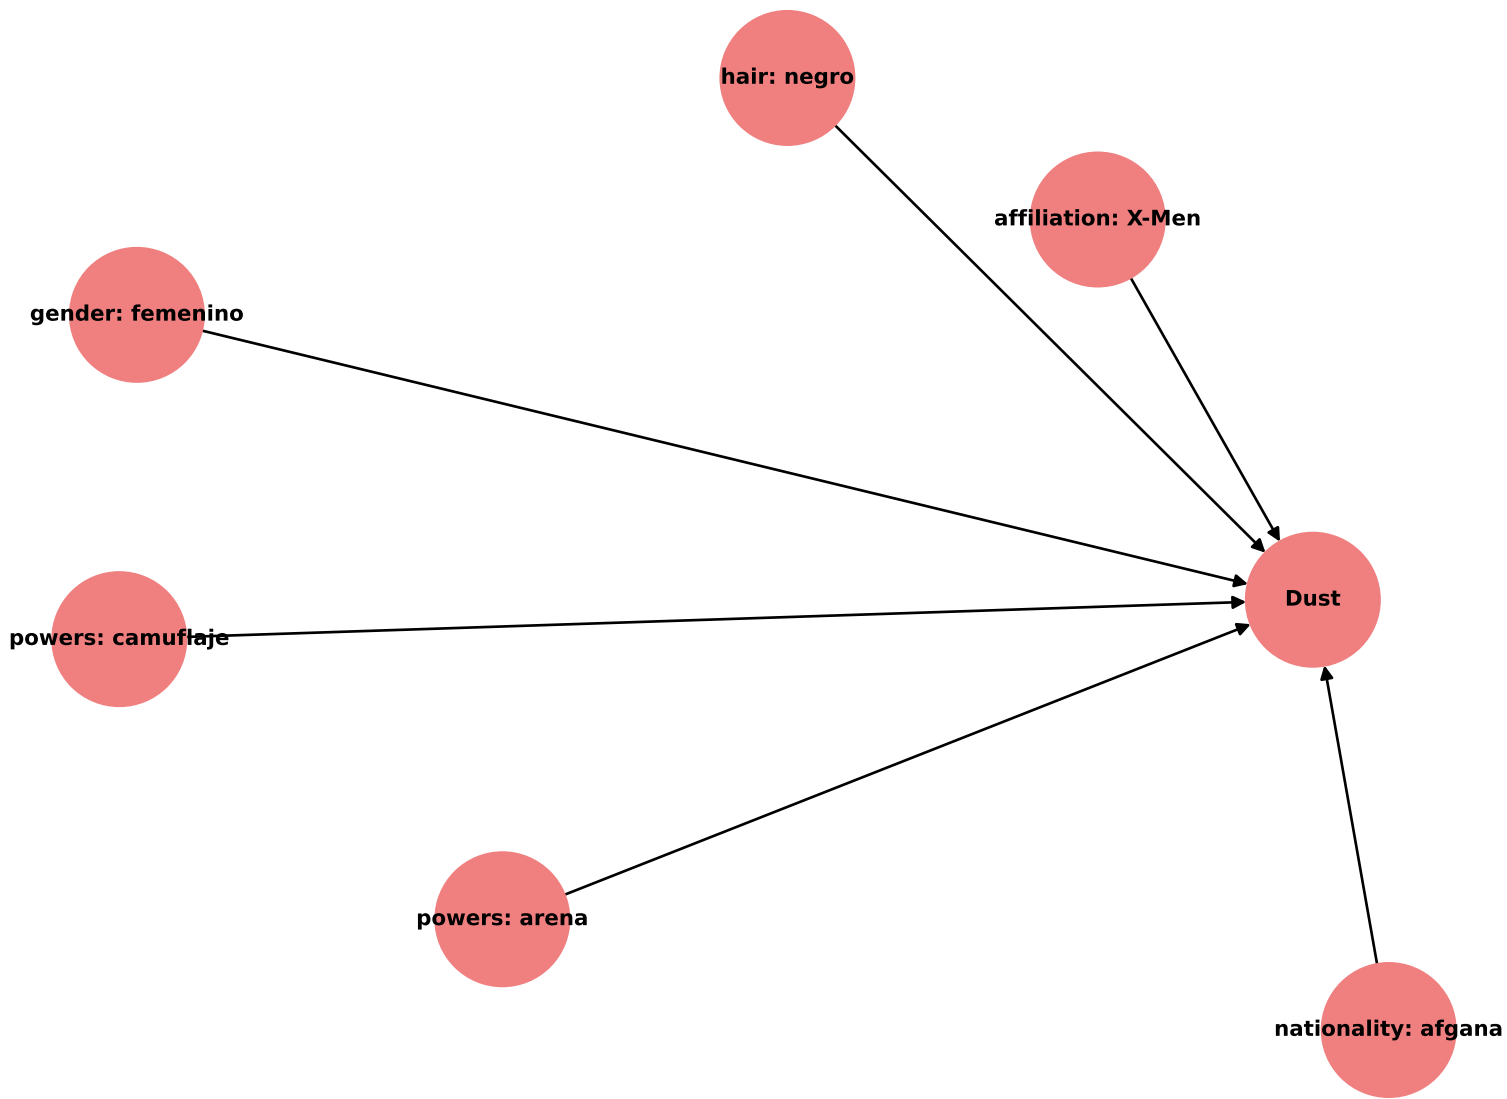 hair: negro
affiliation: X-Men
gender: femenino
Dust
powers: camuflaje
powers: arena
nationality: afgana